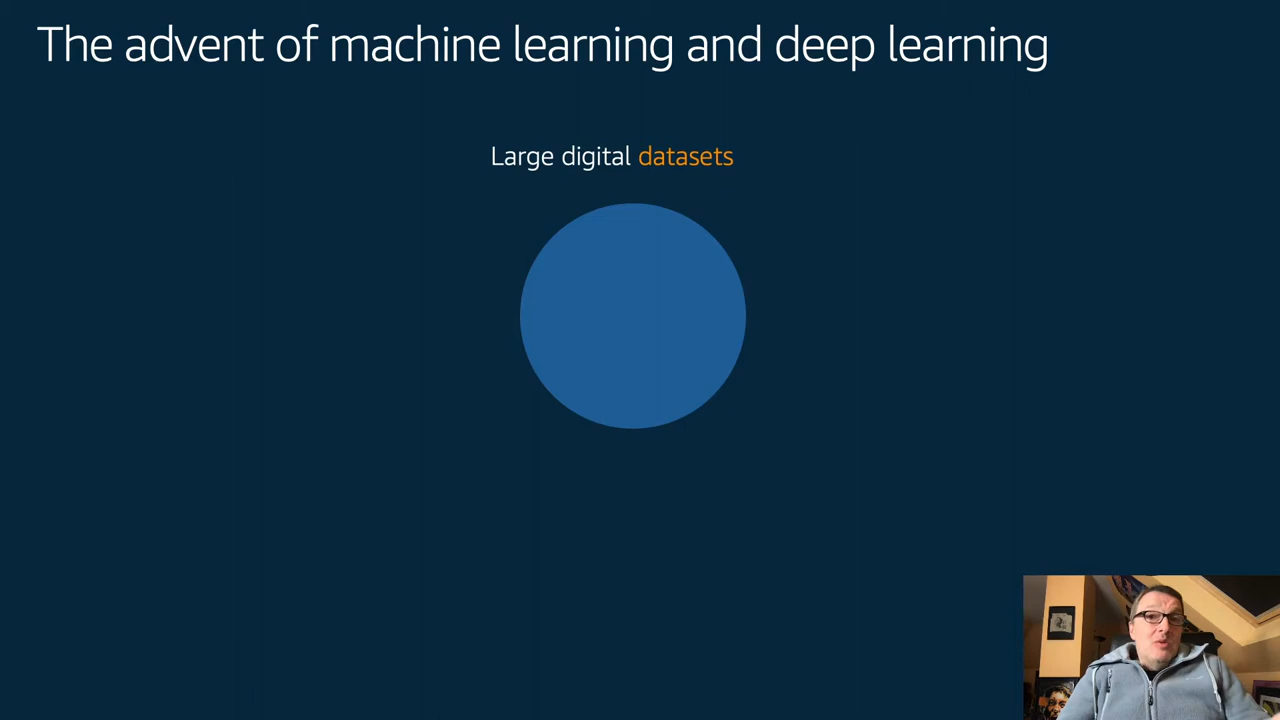 The advent of machine learning and deep learning
Large digital datasets